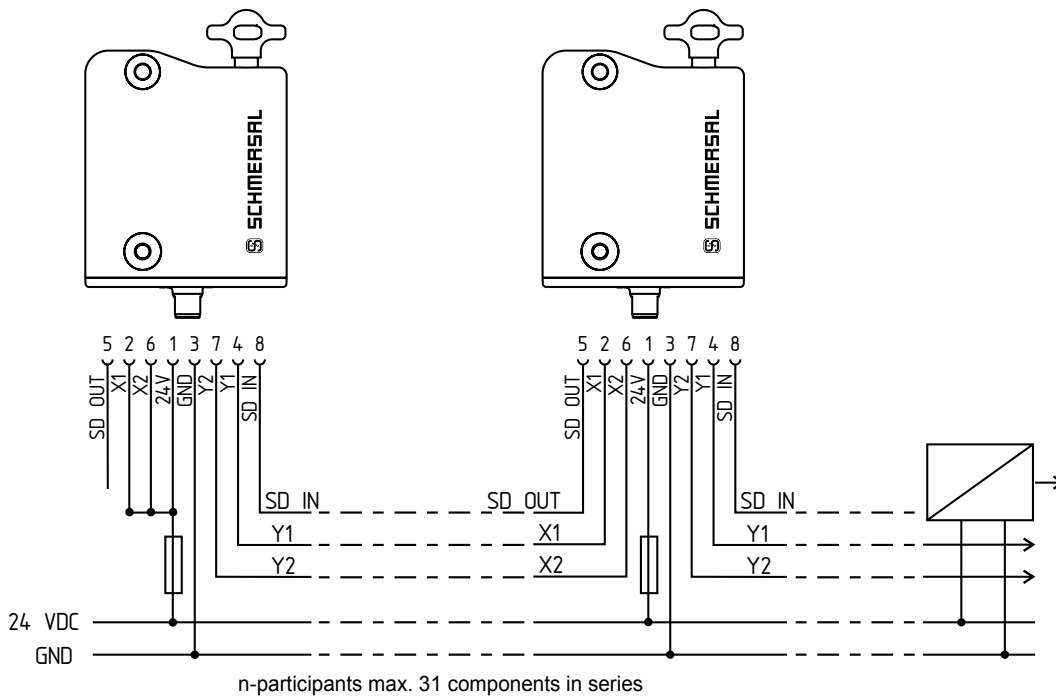 SCHMERSAL
SCHMERSAL
5 2 6 1 3 7 4 8
SD OUT
X1
X2
24V
GND
Y2
Y1
SD IN
5 2 6 1 3 7 4 8
SD OUT
X1
X2
24V
GND
Y2
Y1
SD IN
SD IN
SD OUT
SD IN
Y1
X1
Y1
Y2
X2
Y2
24 VDC
GND
n-participants max. 31 components in series